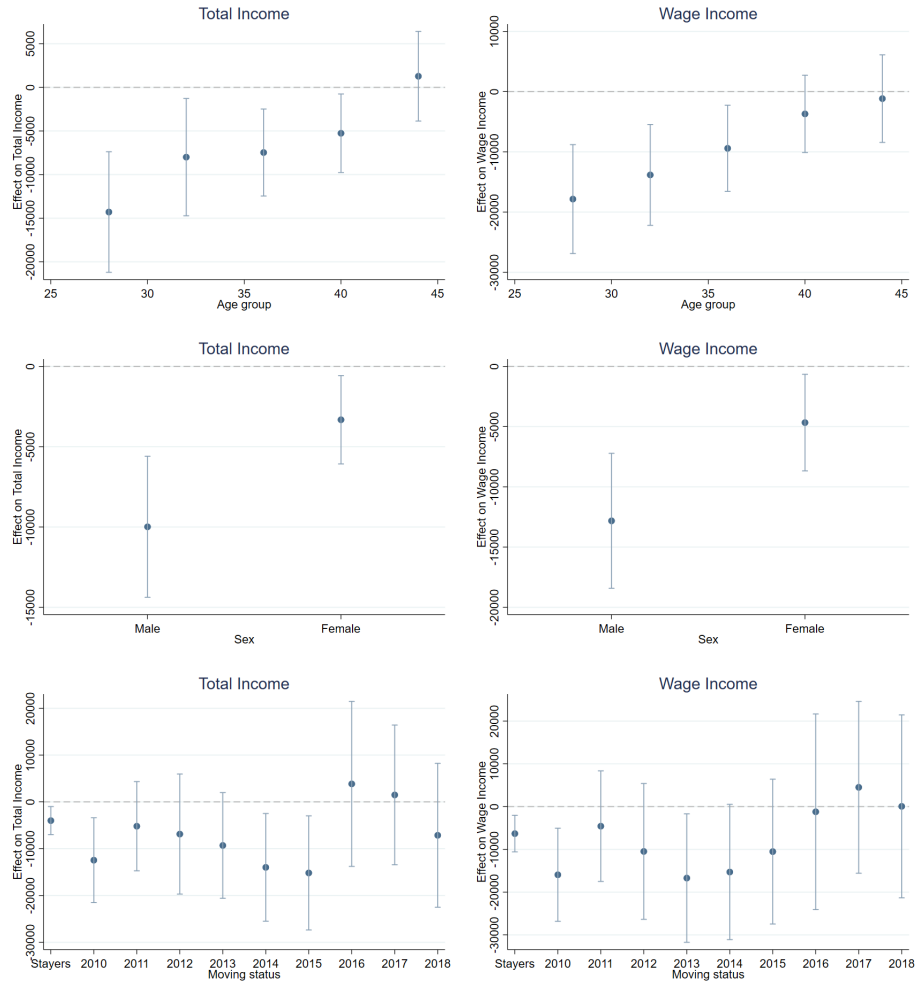 Total Income
Effect on Total Income
5000
0
-5000
-10000
-15000
-20000
25 30 35 40 45
Age group
Wage Income
Effect on Wage Income
10000
0
-10000
-20000
-30000
25 30 35 40 45
Age group
Total Income
Effect on Total Income
0
-5000
-10000
-15000
Male Female
Sex
Wage Income
Effect on Wage Income
0
-5000
-10000
-15000
-20000
Male Female
Sex
Total Income
Effect on Total Income
20000
10000
0
-10000
-20000
-30000
Stayers 2010 2011 2012 2013 2014 2015 2016 2017 2018
Moving status
Wage Income
Effect on Wage Income
20000
10000
0
-10000
-20000
-30000
Stayers 2010 2011 2012 2013 2014 2015 2016 2017 2018
Moving status